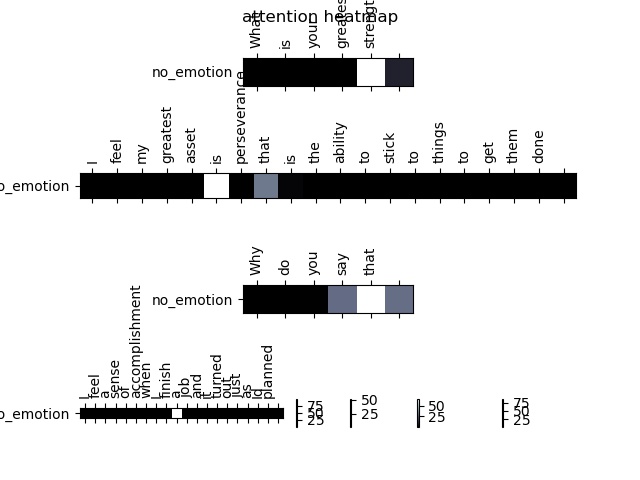 attention heatmap
What is your greatest strength
no_emotion
I feel my greatest asset is perseverance that is the ability to stick to things to get them done
no_emotion
Why do you say that
no_emotion
I feel a sense of accomplishment when I finish a job and it turned out just as Id planned
no_emotion
75 50 25
50 25
50 25
75 50 25